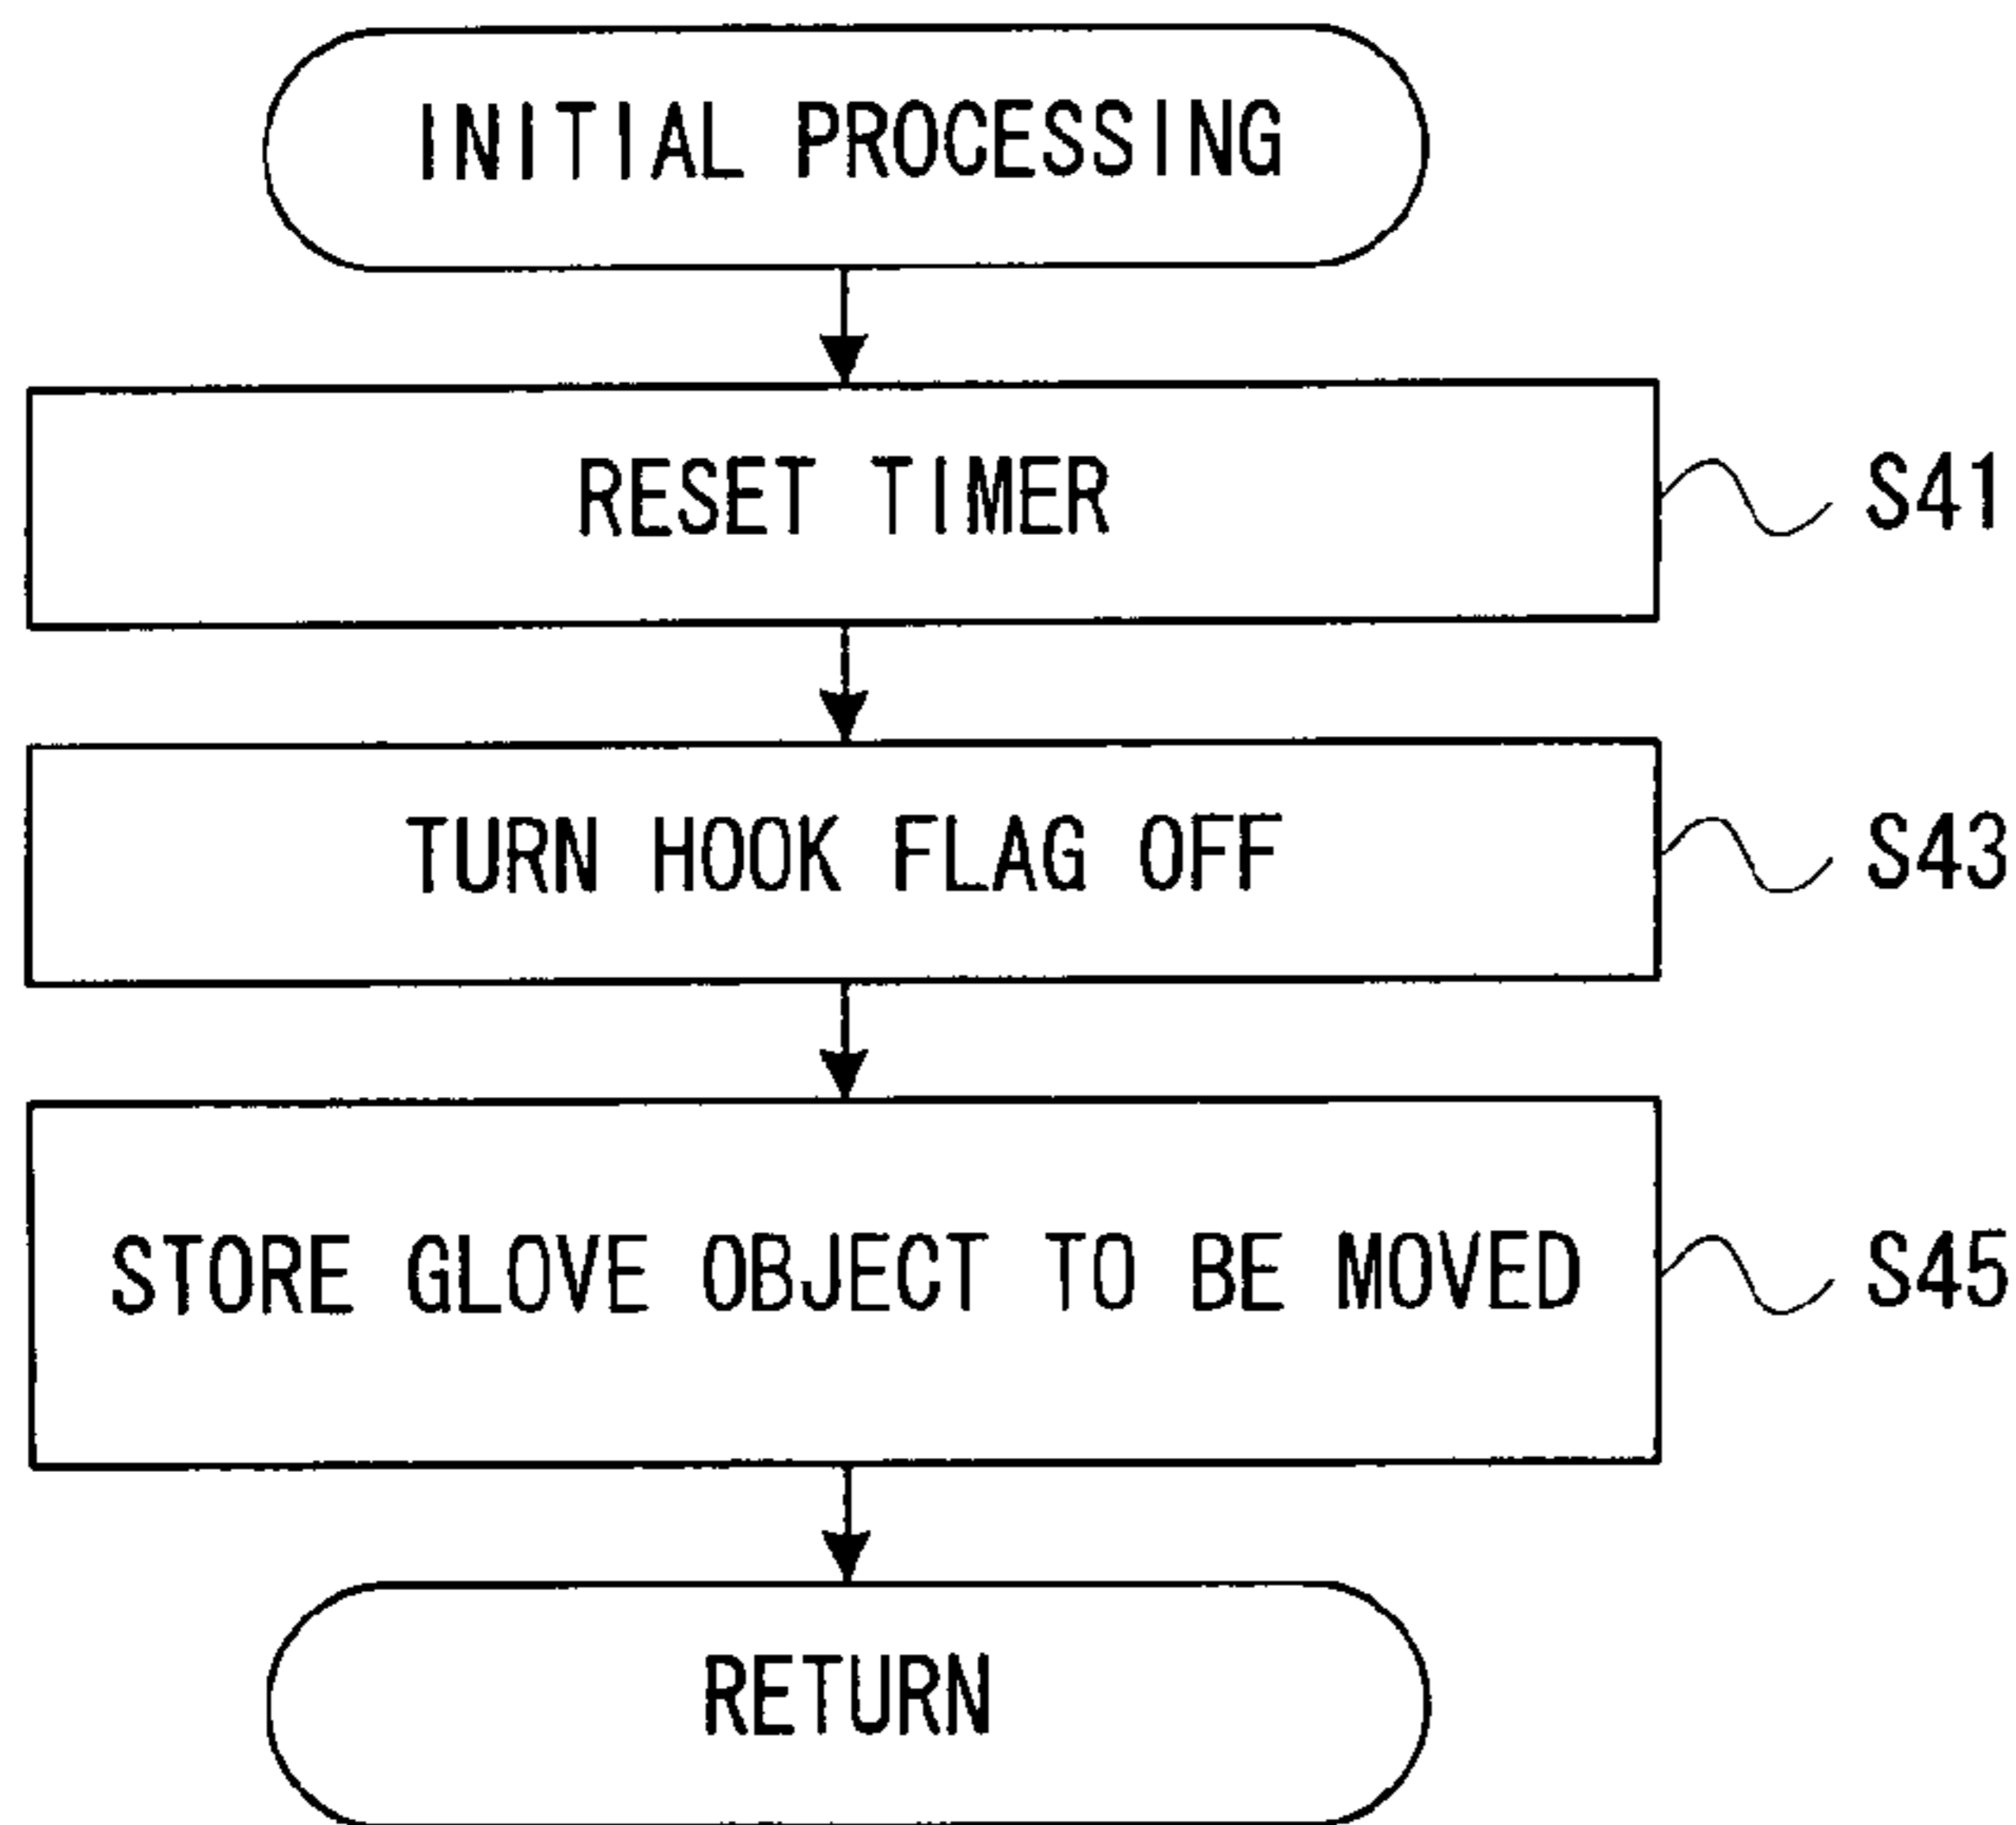 INITIAL PROCESSING
RESET TIMER S41
TURN HOOK FLAG OFF S43
STORE GLOVE OBJECT TO BE MOVED S45
RETURN